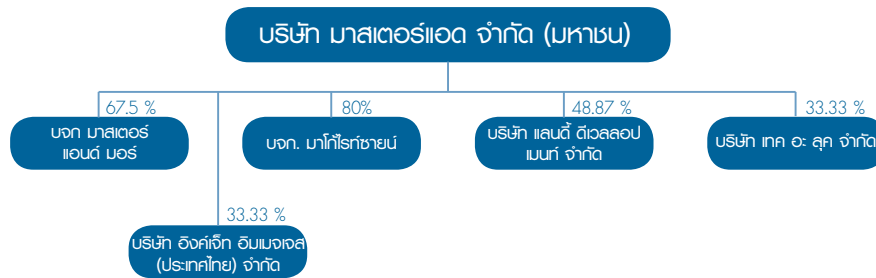 บริษัท มาสเตอร์แอด จำกัด (มหาชน)
67.5 %
80%
48.87 %
33.33 %
บจก มาสเตอร์
แอนด์ มอร์
บจก. มาโก้ไรท์ซายน์
บริษัท แลนดี้ ดีเวลลอป
เมนท์ จำกัด
บริษัท เทค อะ ลุค จำกัด
33.33 %
บริษัท อิงค์เจ็ท อิมเมจเจส
(ประเทศไทย) จำกัด